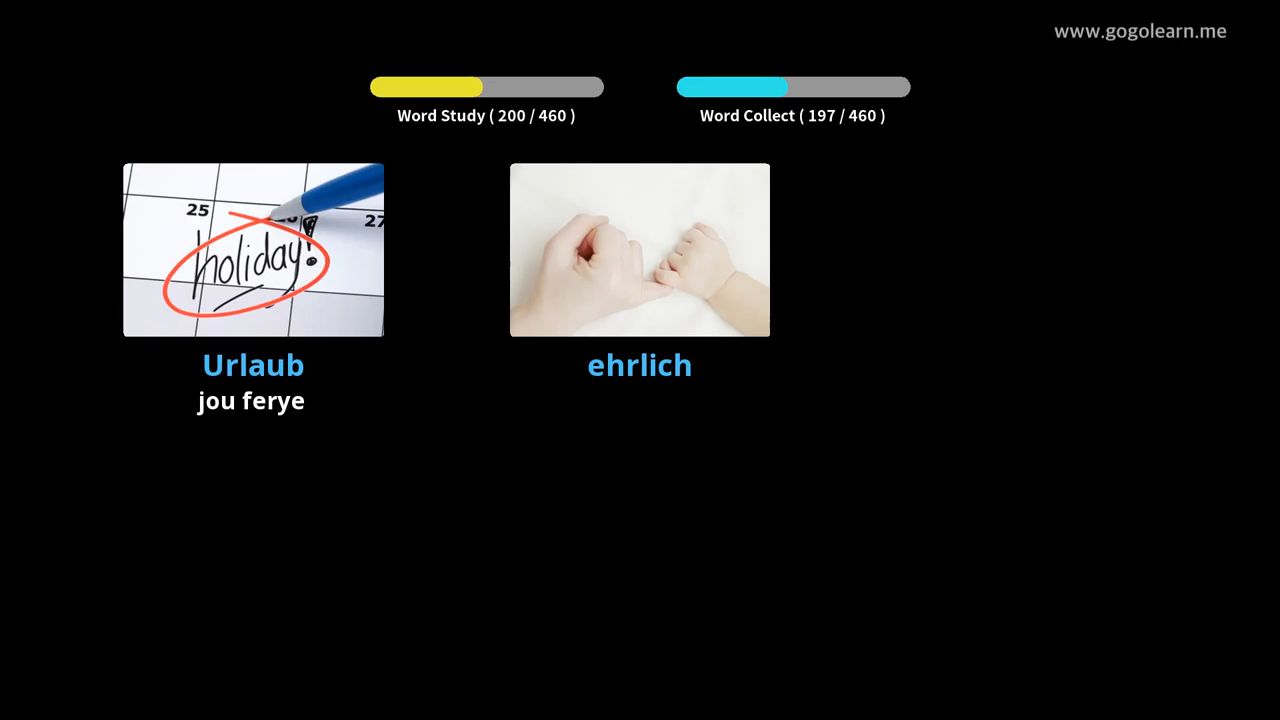 www.gogolearn.me
Word Study ( 200 / 460 )
Word Collect ( 197 / 460 )
25
27
holiday!
Urlaub
jou ferye
ehrlich